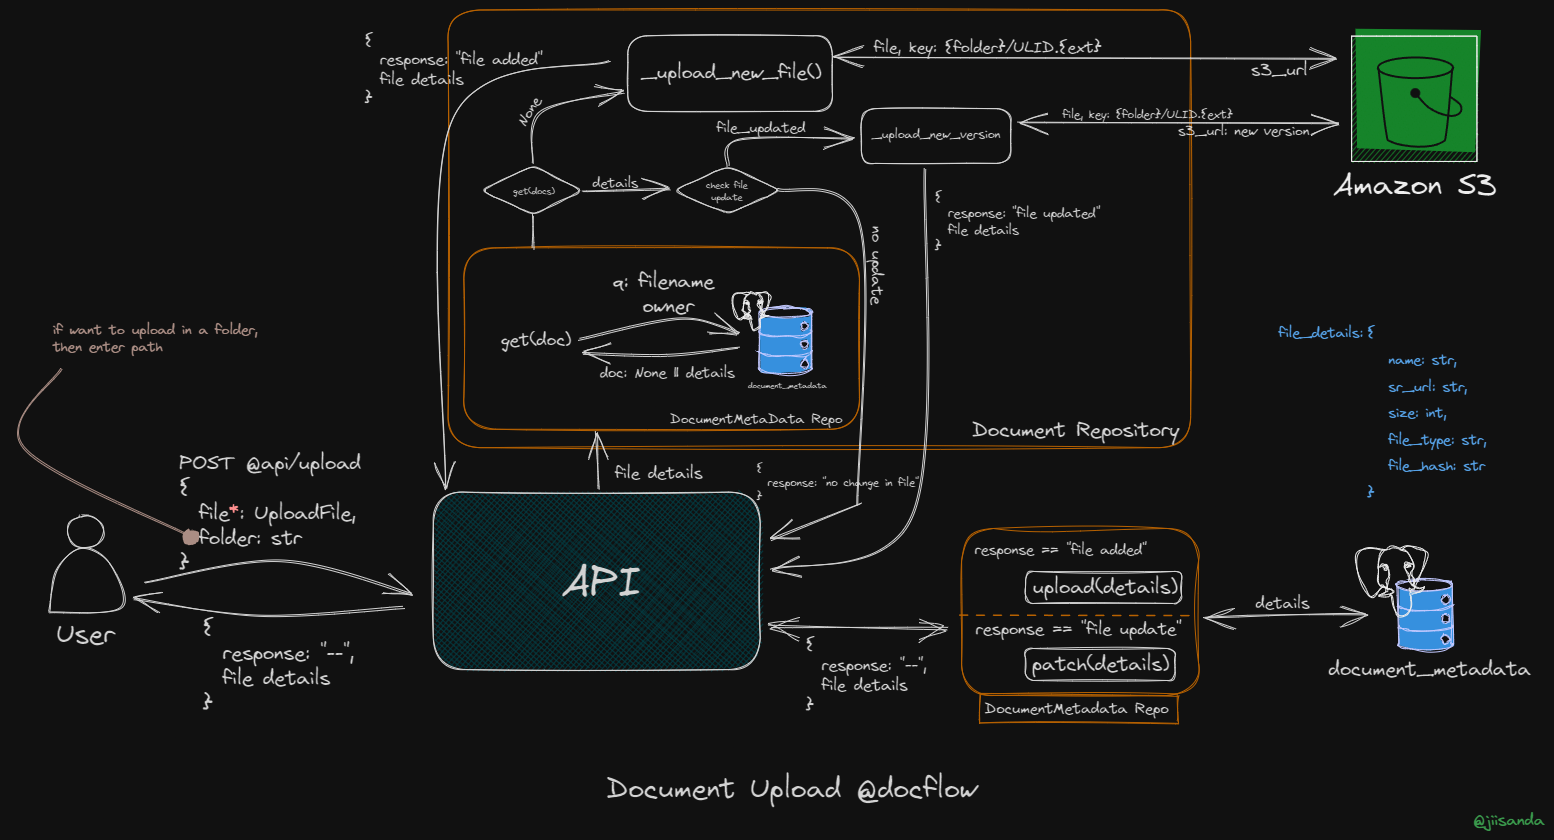 {
response: "file added"
file details
}
_upload_new_file()
file, key: {folder}/ULID.{ext}
s3_url
None
file_updated
_upload_new_version
file, key: {folder}/ULID.{ext}
s3_url: new version
Amazon S3
get(docs)
details
check file
update
{
response: "file updated"
file details
}
no update
q: filename
owner
get(doc)
doc: None || details
document_metadata
DocumentMetaData Repo
Document Repository
if want to upload in a folder,
then enter path
file_details: {
name: str,
sr_url: str,
size: int,
file_type: str,
file_hash: str
}
POST @api/upload
{
file*: UploadFile,
folder: str
}
file details
{
response: "no change in file"
}
API
User
{
response: "--",
file details
}
{
response: "--",
file details
}
response == "file added"
upload(details)
response == "file update"
patch(details)
DocumentMetadata Repo
details
document_metadata
Document Upload @docflow
@jiisanda